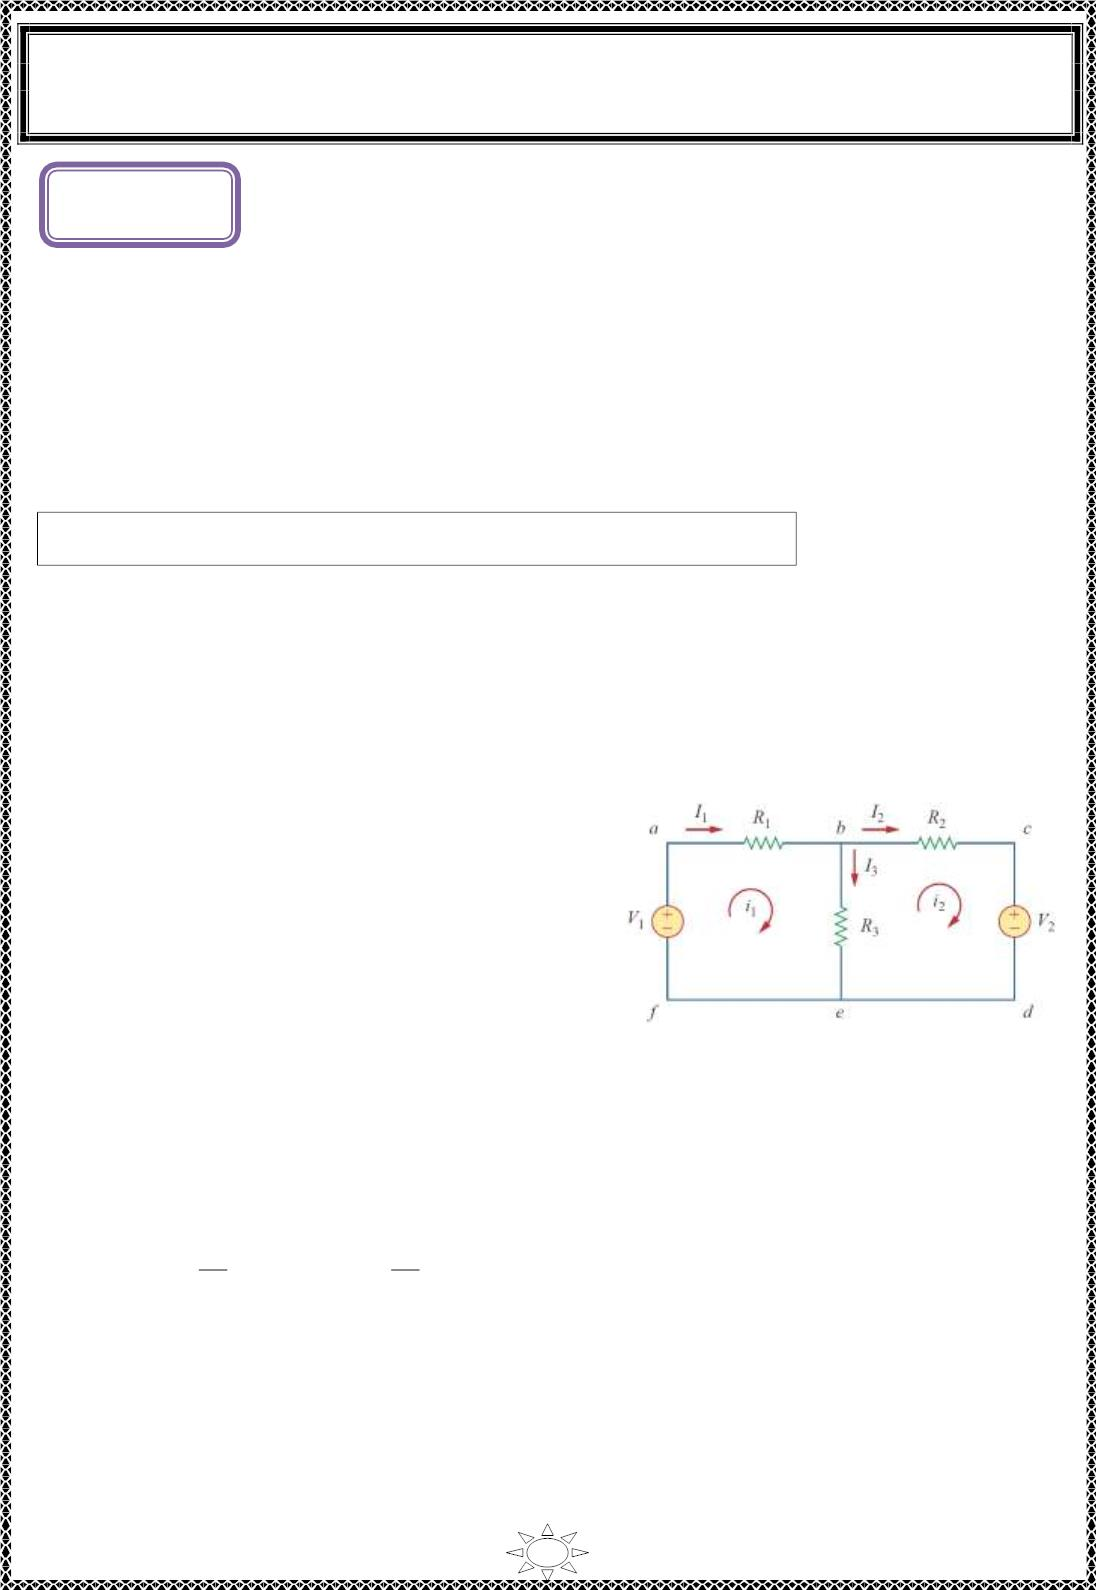 a I₁ R₁ b I₂ R₂ c
I₃
i₁ i₂
V₁ + − R₃ + − V₂
f e d